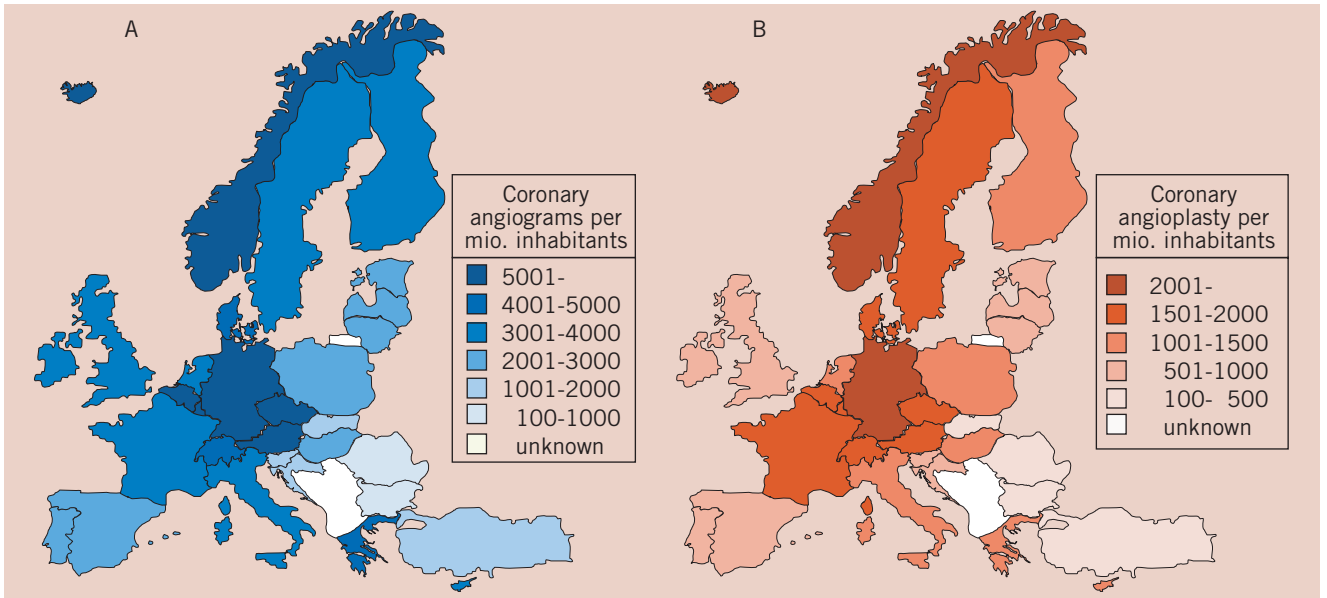 A
Coronary
angiograms per
mio. inhabitants
5001-
4001-5000
3001-4000
2001-3000
1001-2000
100-1000
unknown
B
Coronary
angioplasty per
mio. inhabitants
2001-
1501-2000
1001-1500
501-1000
100- 500
unknown